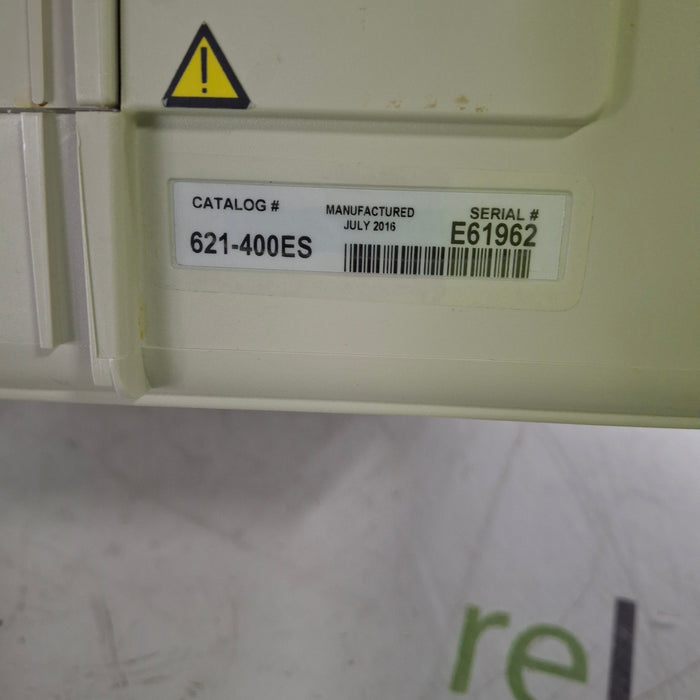 CATALOG #
621-400ES
MANUFACTURED
JULY 2016
SERIAL #
E61962
rel